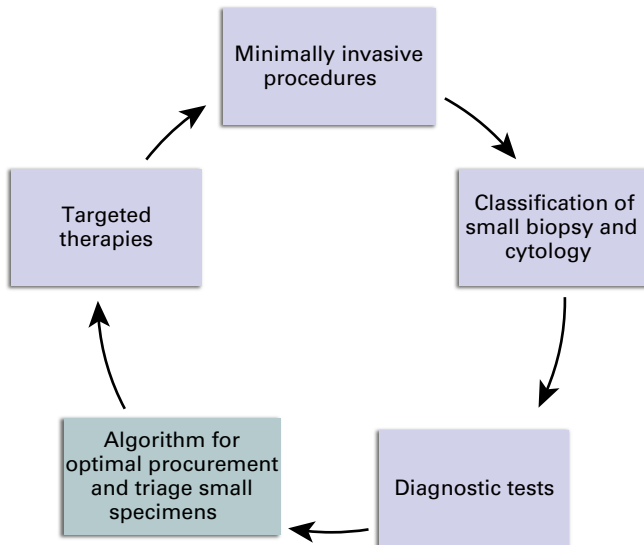 Minimally invasive
procedures
Classification of
small biopsy and
cytology
Diagnostic tests
Algorithm for
optimal procurement
and triage small
specimens
Targeted
therapies